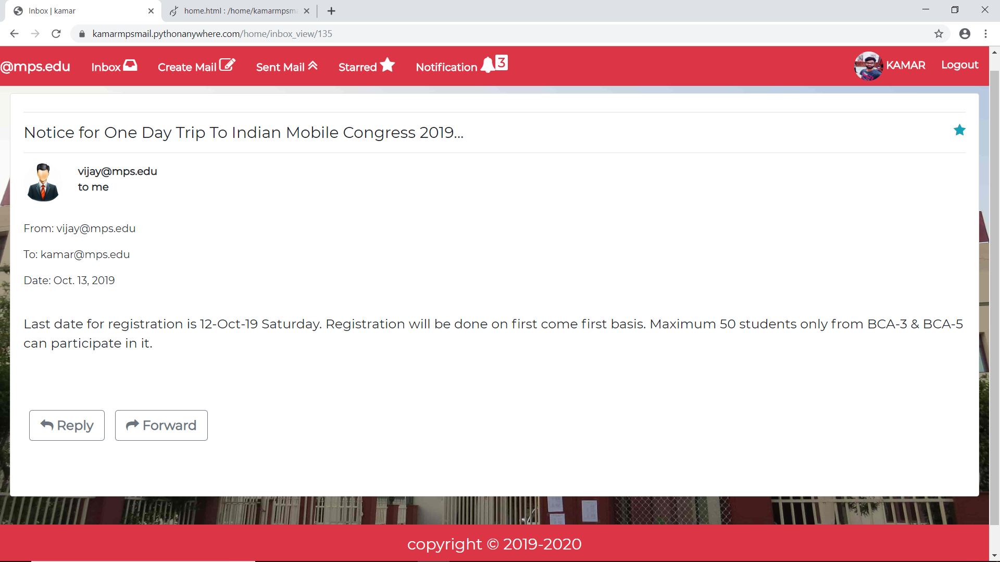 Inbox | kamar
home.html : /home/kamarmpsm
kamarmpsmail.pythonanywhere.com/home/inbox_view/135
@mps.edu Inbox Create Mail Sent Mail Starred Notification 3 KAMAR Logout
Notice for One Day Trip To Indian Mobile Congress 2019...
vijay@mps.edu
to me
From: vijay@mps.edu
To: kamar@mps.edu
Date: Oct. 13, 2019
Last date for registration is 12-Oct-19 Saturday. Registration will be done on first come first basis. Maximum 50 students only from BCA-3 & BCA-5
can participate in it.
Reply Forward
copyright © 2019-2020